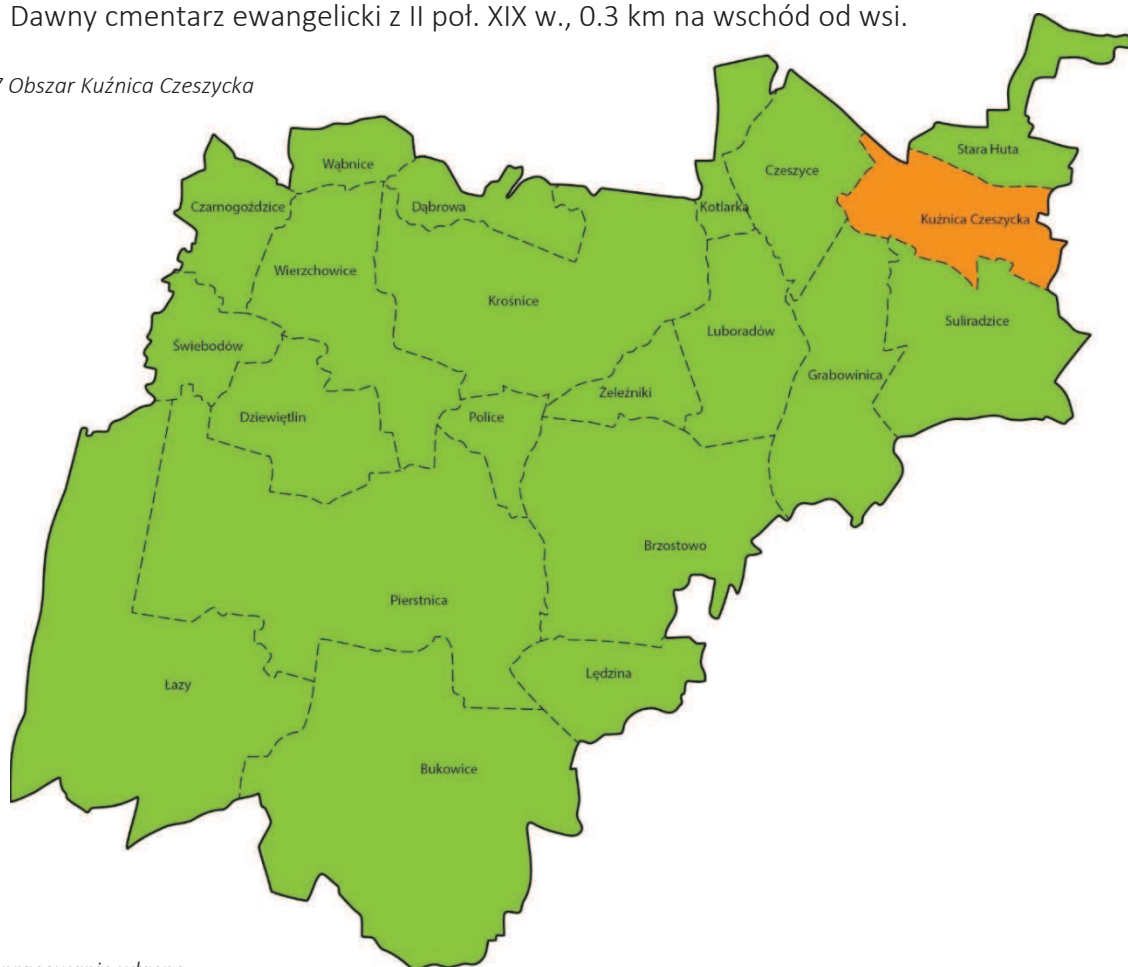 Dawny cmentarz ewangelicki z II poł. XIX w., 0.3 km na wschód od wsi.
7 Obszar Kuźnica Czeszycka
Stara Huta
Wąbnice
Czeszyce
Czarnogoździce
Dąbrowa
Kotlarka
Kuźnica Czeszycka
Wierzchowice
Krośnice
Suliradzice
Luboradów
Świebodów
Grabowinica
Żeleźniki
Dziewiętlin
Police
Brzostowo
Pierstnica
Lędzina
Łazy
Bukowice